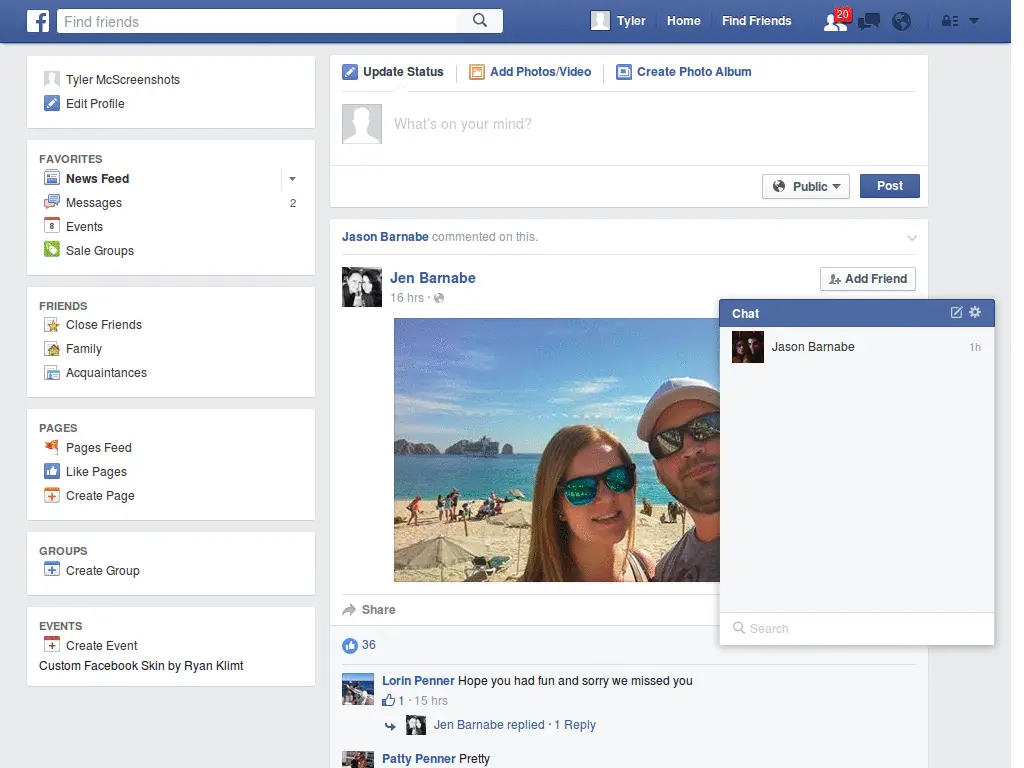 Find friends
Tyler Home Find Friends 20
Tyler McScreenshots
Edit Profile
FAVORITES
News Feed
Messages 2
Events
Sale Groups
FRIENDS
Close Friends
Family
Acquaintances
PAGES
Pages Feed
Like Pages
Create Page
GROUPS
Create Group
EVENTS
Create Event
Custom Facebook Skin by Ryan Klimt
Update Status Add Photos/Video Create Photo Album
What's on your mind?
Public Post
Jason Barnabe commented on this.
Jen Barnabe
16 hrs ·
Add Friend
Share
36
Lorin Penner Hope you had fun and sorry we missed you
1 · 15 hrs
Jen Barnabe replied · 1 Reply
Patty Penner Pretty
Chat
Jason Barnabe 1h
Search